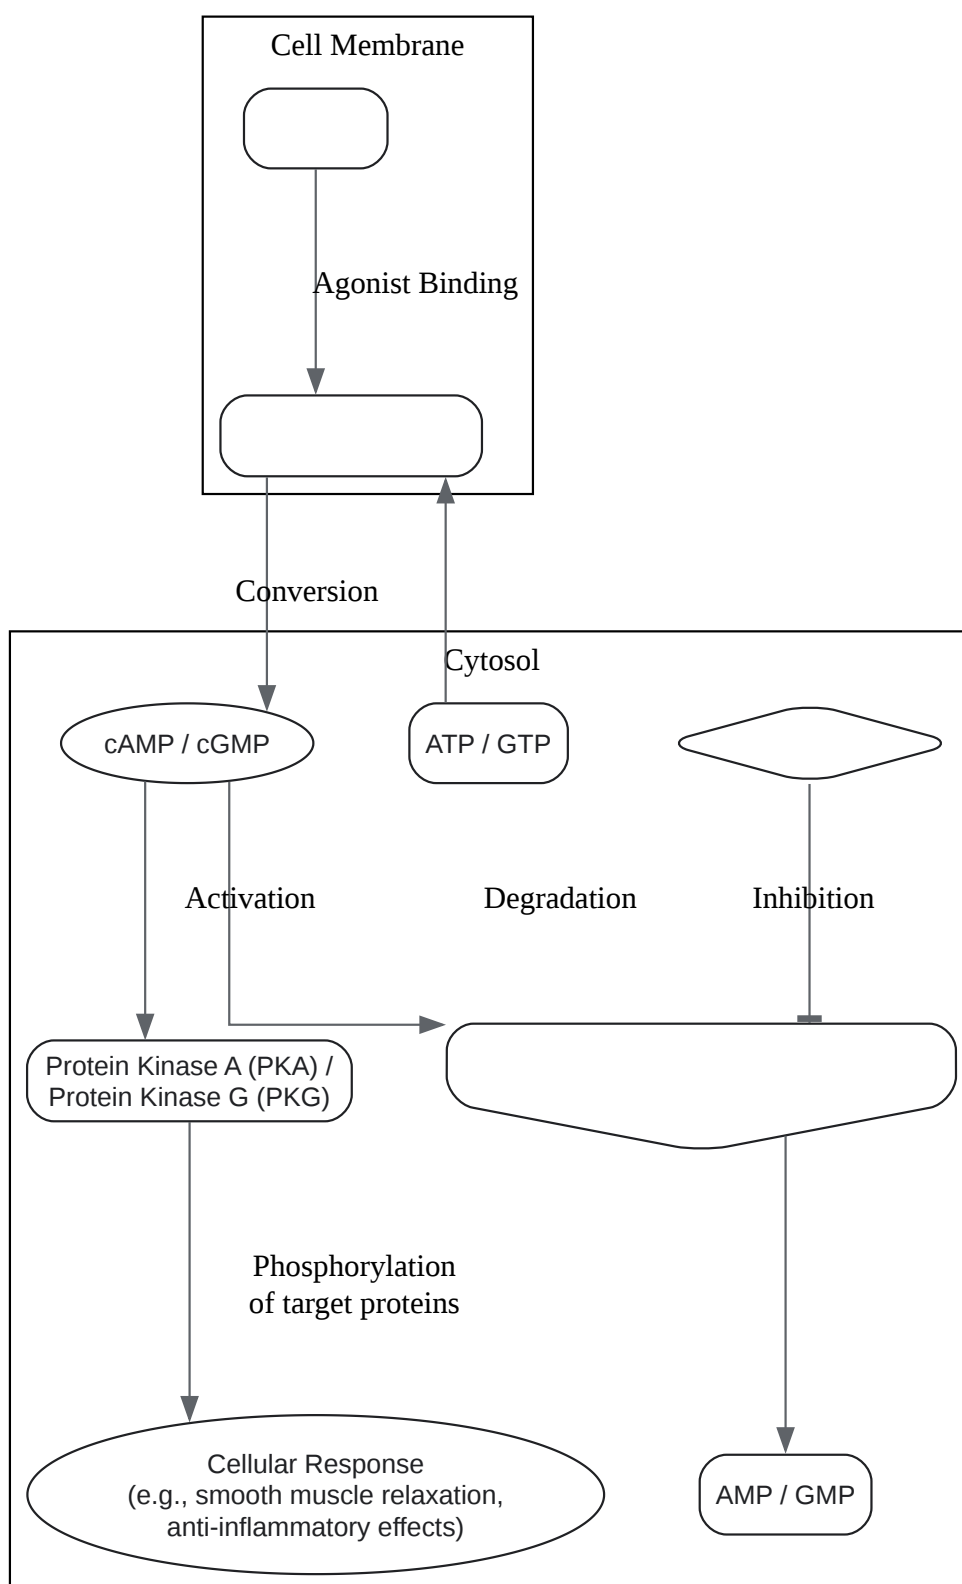 Cell Membrane
Agonist Binding
Conversion
Cytosol
cAMP / cGMP
ATP / GTP
Activation
Degradation
Inhibition
Protein Kinase A (PKA) /
Protein Kinase G (PKG)
Phosphorylation
of target proteins
Cellular Response
(e.g., smooth muscle relaxation,
anti-inflammatory effects)
AMP / GMP